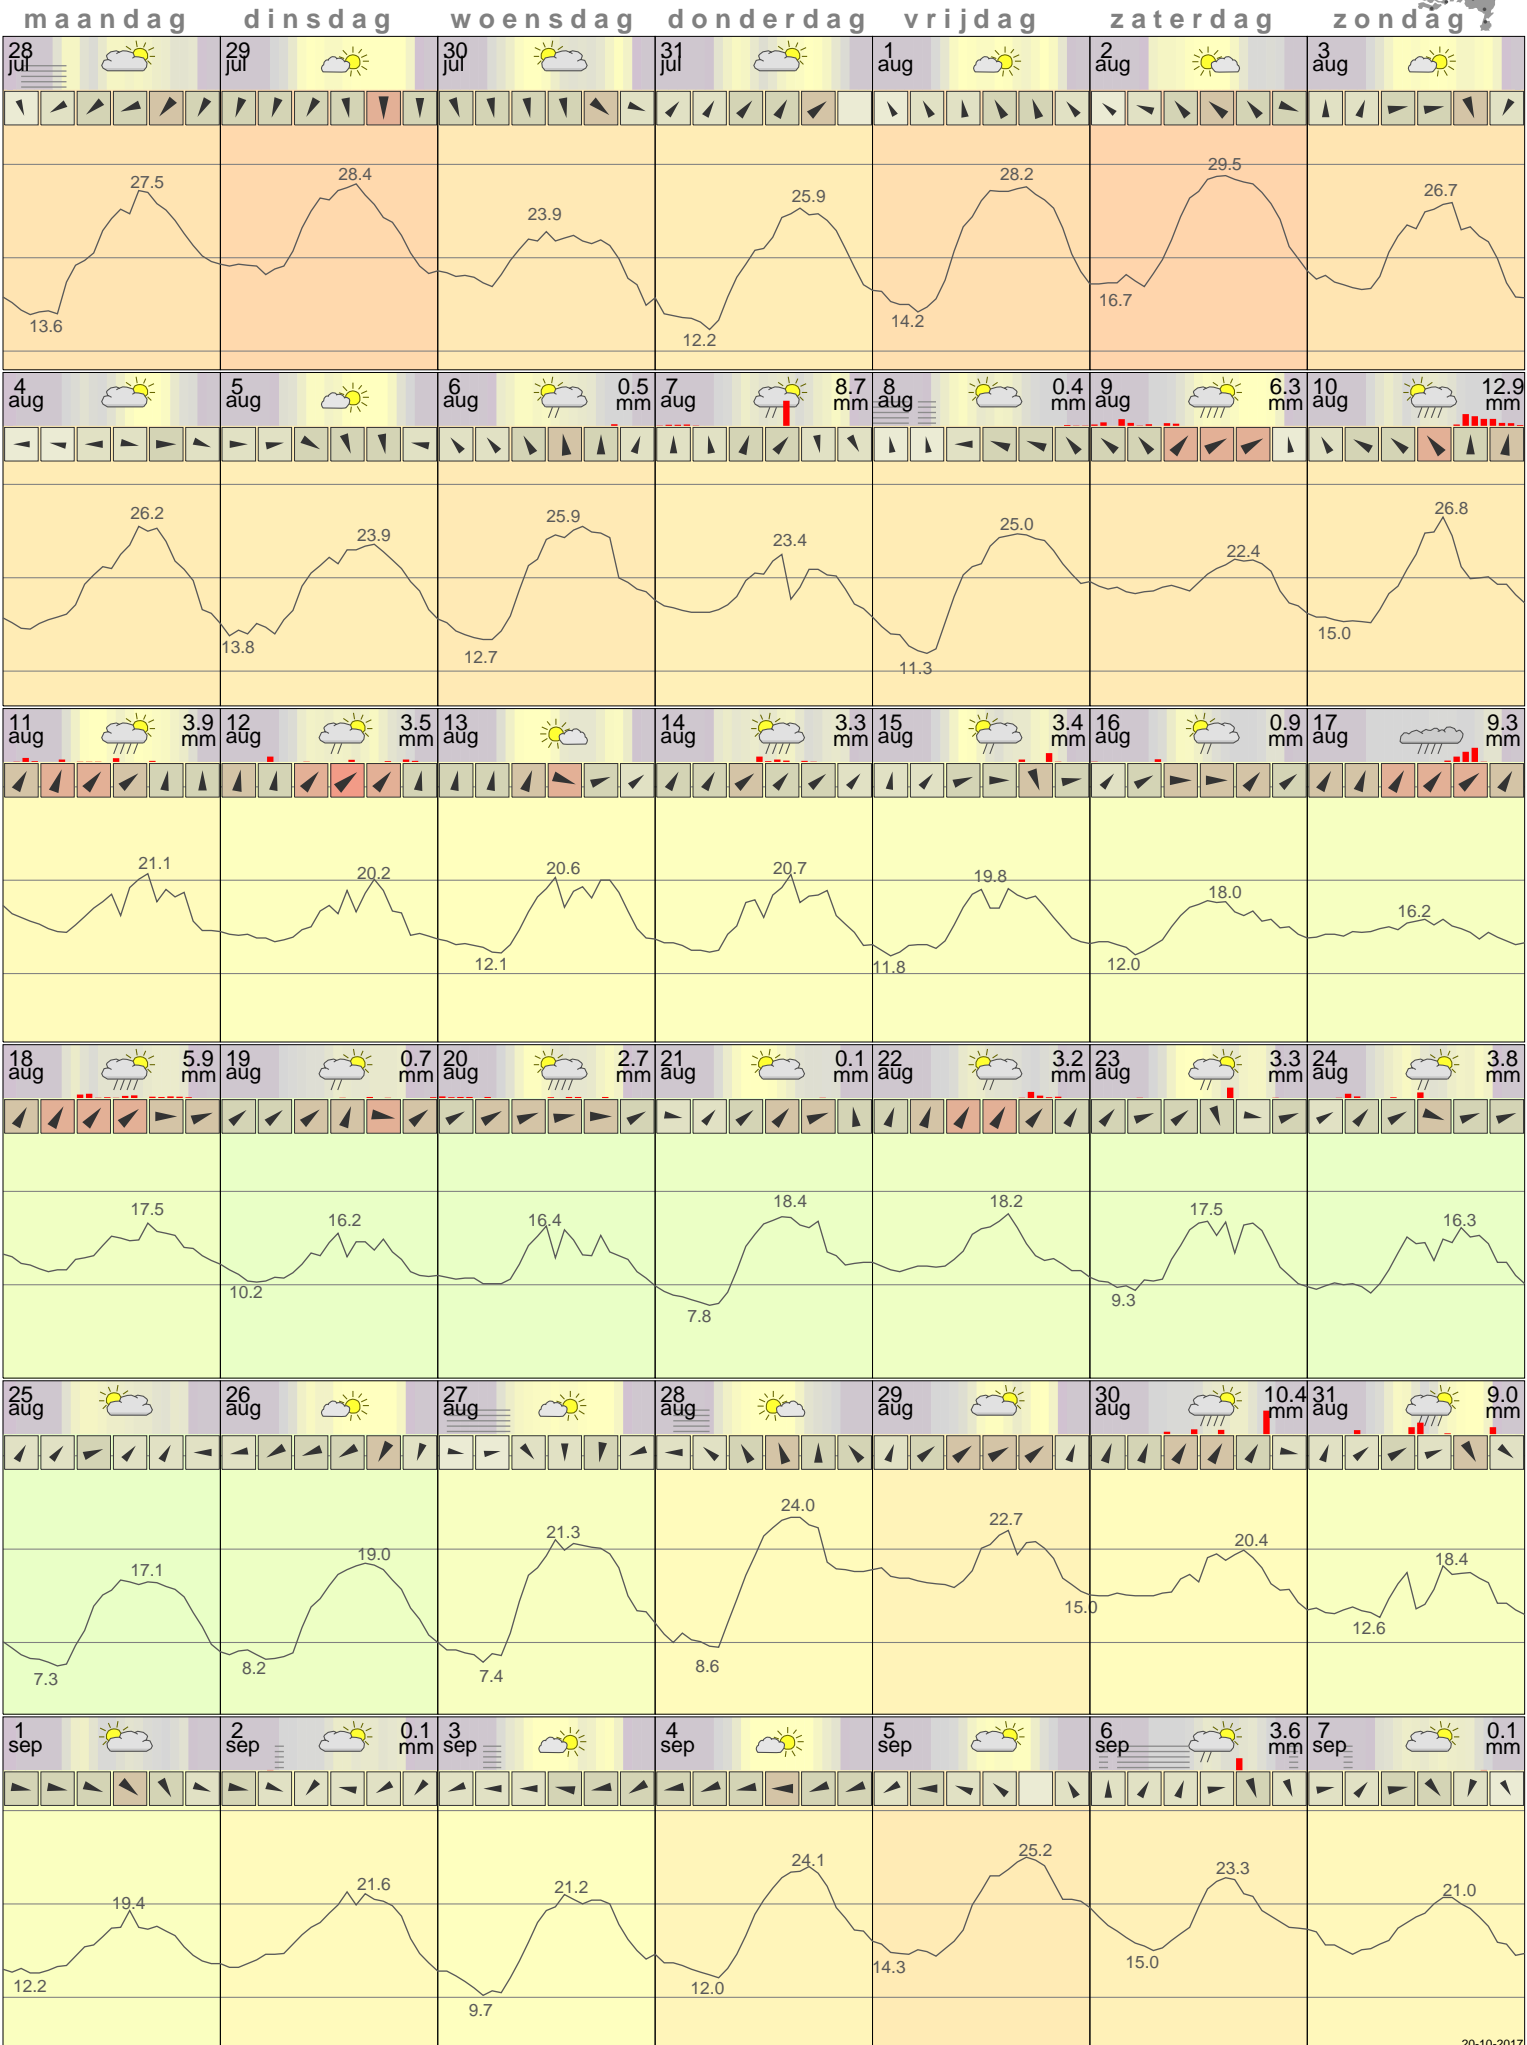 maandag dinsdag woensdag donderdag vrijdag zaterdag zondag
28 29 30 31 1 2 3
jul jul jul jul aug aug aug
27.5 28.4 23.9 25.9 28.2 29.5 26.7
13.6 12.2 14.2 16.7
4 5 6 0.5 7 8.7 8 0.4 9 6.3 10 12.9
aug aug aug mm aug mm aug mm aug mm aug mm
26.2 23.9 25.9 23.4 25.0 22.4 26.8
13.8 12.7 11.3 15.0
11 3.9 12 3.5 13 14 3.3 15 3.4 16 0.9 17 9.3
aug mm aug mm aug aug mm aug mm aug mm aug mm
21.1 20.2 20.6 20.7 19.8 18.0 16.2
12.1 11.8 12.0
18 5.9 19 0.7 20 2.7 21 0.1 22 3.2 23 3.3 24 3.8
aug mm aug mm aug mm aug mm aug mm aug mm aug mm
17.5 16.2 16.4 18.4 18.2 17.5 16.3
10.2 7.8 9.3
25 26 27 28 29 30 10.4 31 9.0
aug aug aug aug aug aug mm aug mm
17.1 19.0 21.3 24.0 22.7 20.4 18.4
7.3 8.2 7.4 8.6 15.0 12.6
1 2 0.1 3 4 5 6 3.6 7 0.1
sep sep mm sep sep sep sep mm sep mm
19.4 21.6 21.2 24.1 25.2 23.3 21.0
12.2 9.7 12.0 14.3 15.0
20-10-2017